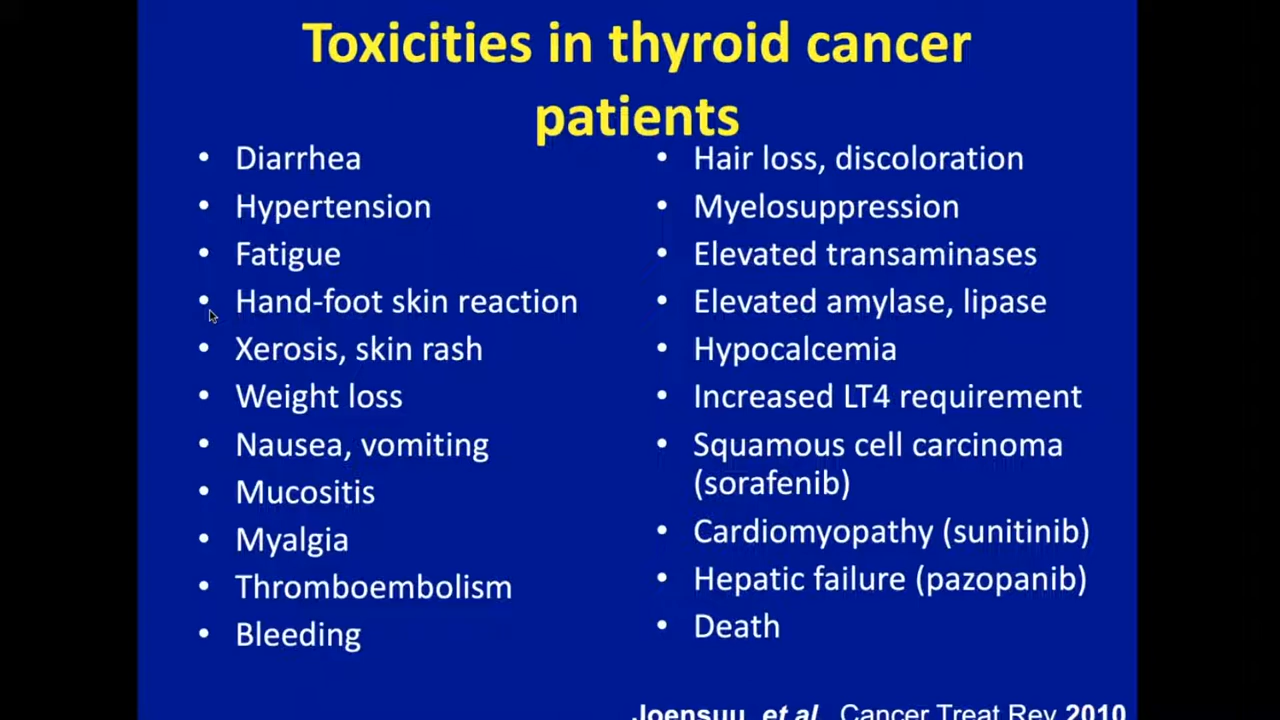 Toxicities in thyroid cancer
patients
• Diarrhea
• Hypertension
• Fatigue
• Hand-foot skin reaction
• Xerosis, skin rash
• Weight loss
• Nausea, vomiting
• Mucositis
• Myalgia
• Thromboembolism
• Bleeding
• Hair loss, discoloration
• Myelosuppression
• Elevated transaminases
• Elevated amylase, lipase
• Hypocalcemia
• Increased LT4 requirement
• Squamous cell carcinoma
(sorafenib)
• Cardiomyopathy (sunitinib)
• Hepatic failure (pazopanib)
• Death
Joensuu, et al Cancer Treat Rev 2010